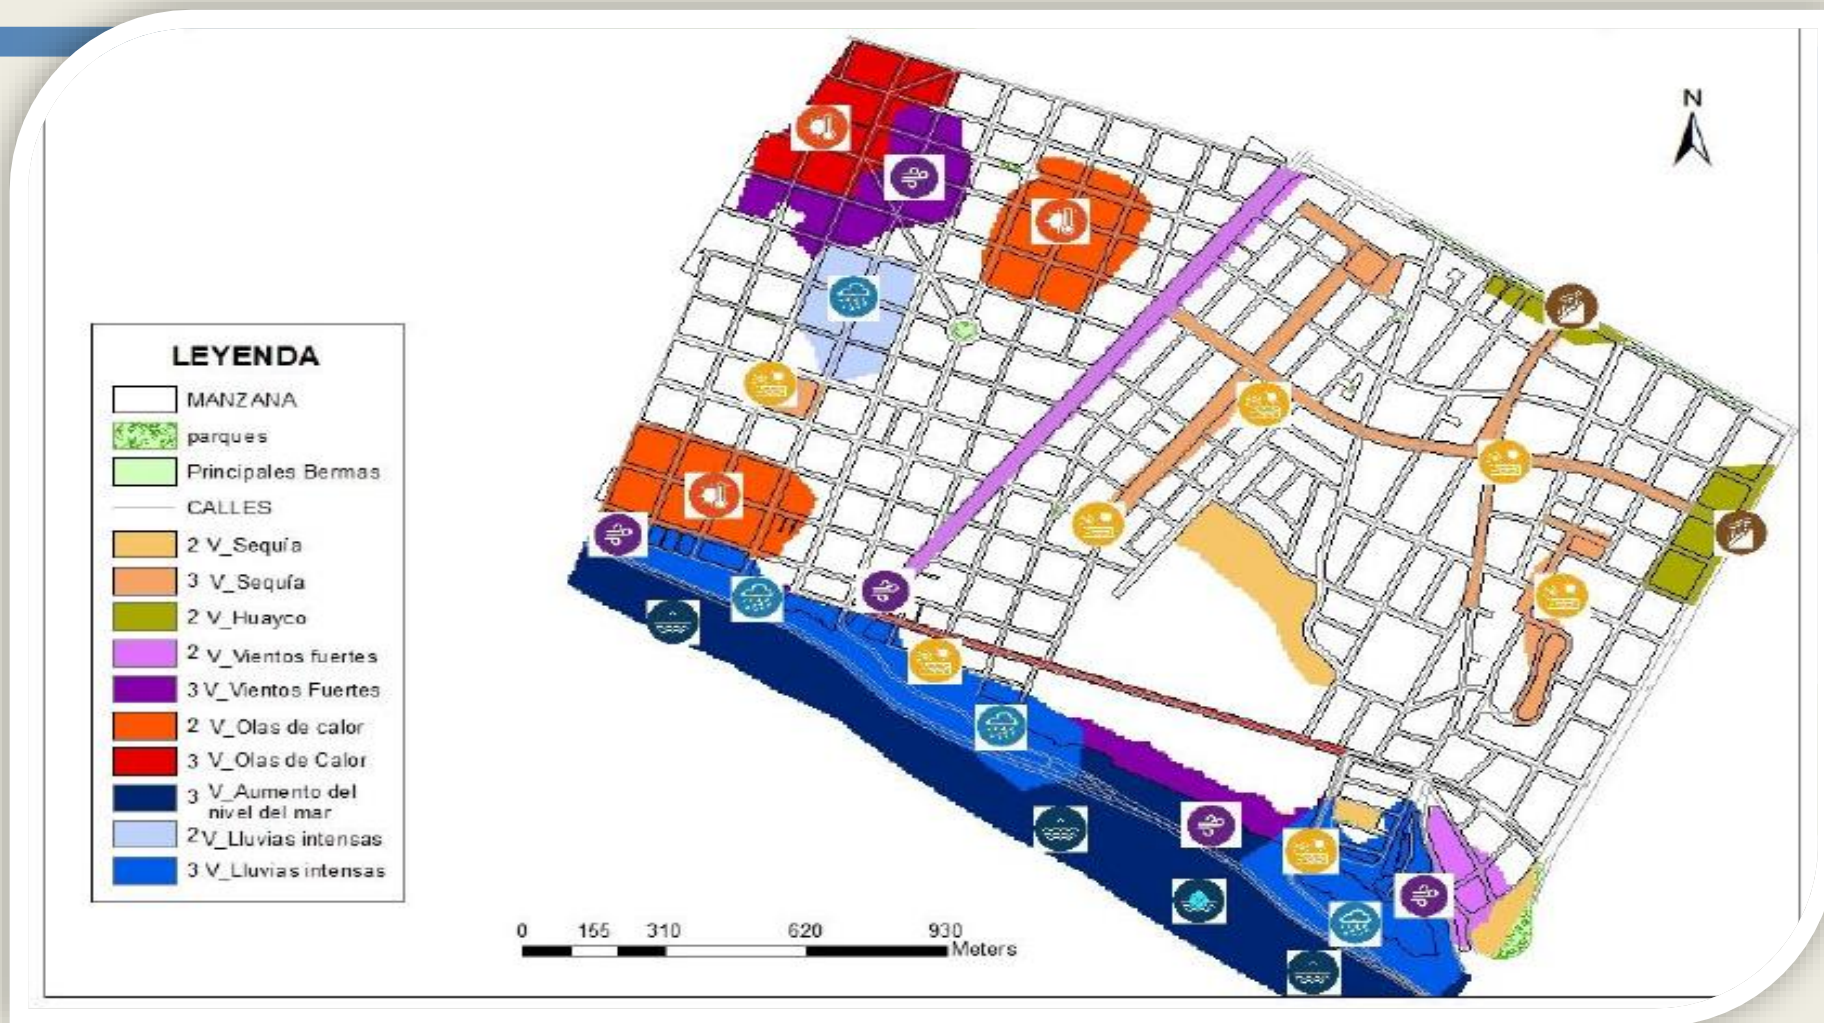 N
LEYENDA
MANZANA
parques
Principales Bermas
CALLES
2 V_Sequía
3 V_Sequía
2 V_Huayco
2 V_Vientos fuertes
3 V_Vientos Fuertes
2 V_Olas de calor
3 V_Olas de Calor
3 V_Aumento del
nivel del mar
2 V_Lluvias intensas
3 V_Lluvias intensas
0 155 310 620 930
Meters